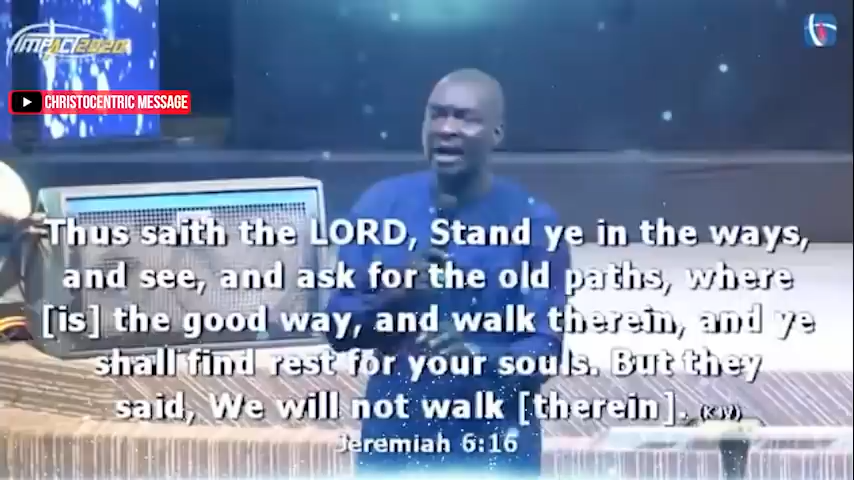 IMPACT2020
CHRISTOCENTRIC MESSAGE
Thus saith the LORD, Stand ye in the ways,
and see, and ask for the old paths, where
[is] the good way, and walk therein, and ye
shall find rest for your souls. But they
said, We will not walk [therein]. (KJV)
Jeremiah 6:16